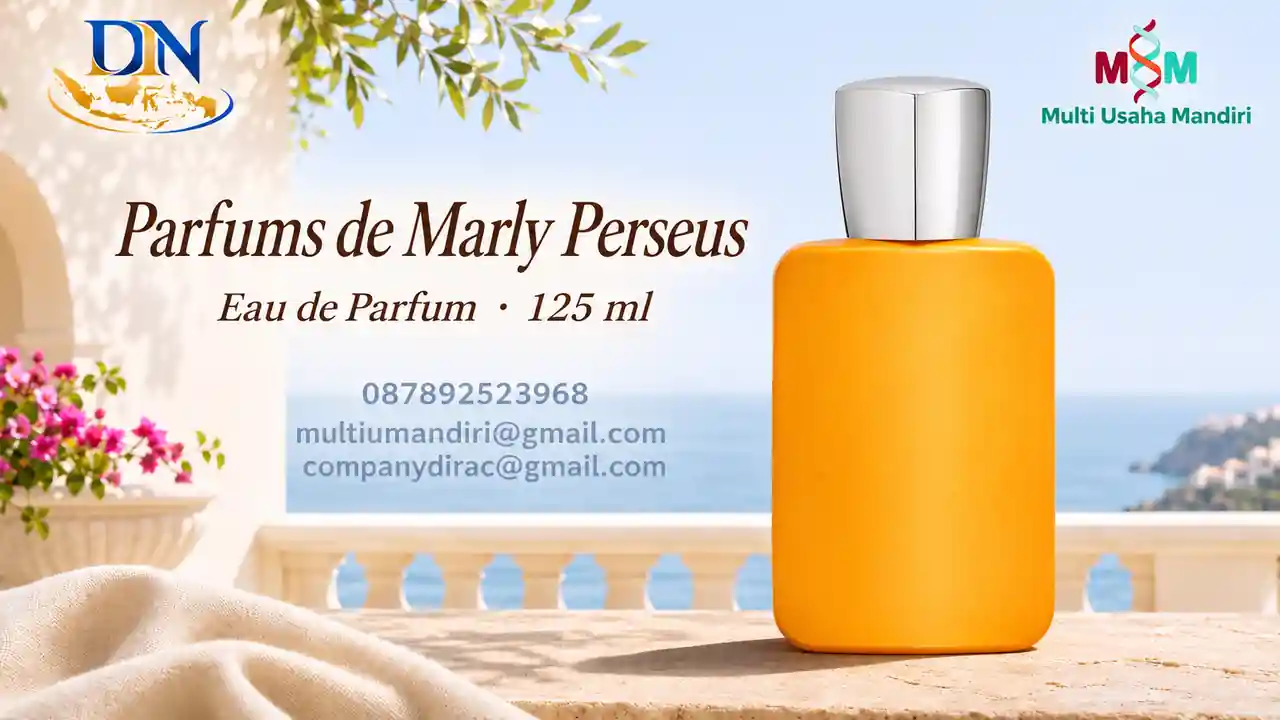 DN
MSM
Multi Usaha Mandiri
Parfums de Marly Perseus
Eau de Parfum · 125 ml
087892523968
multiumandiri@gmail.com
companydirac@gmail.com